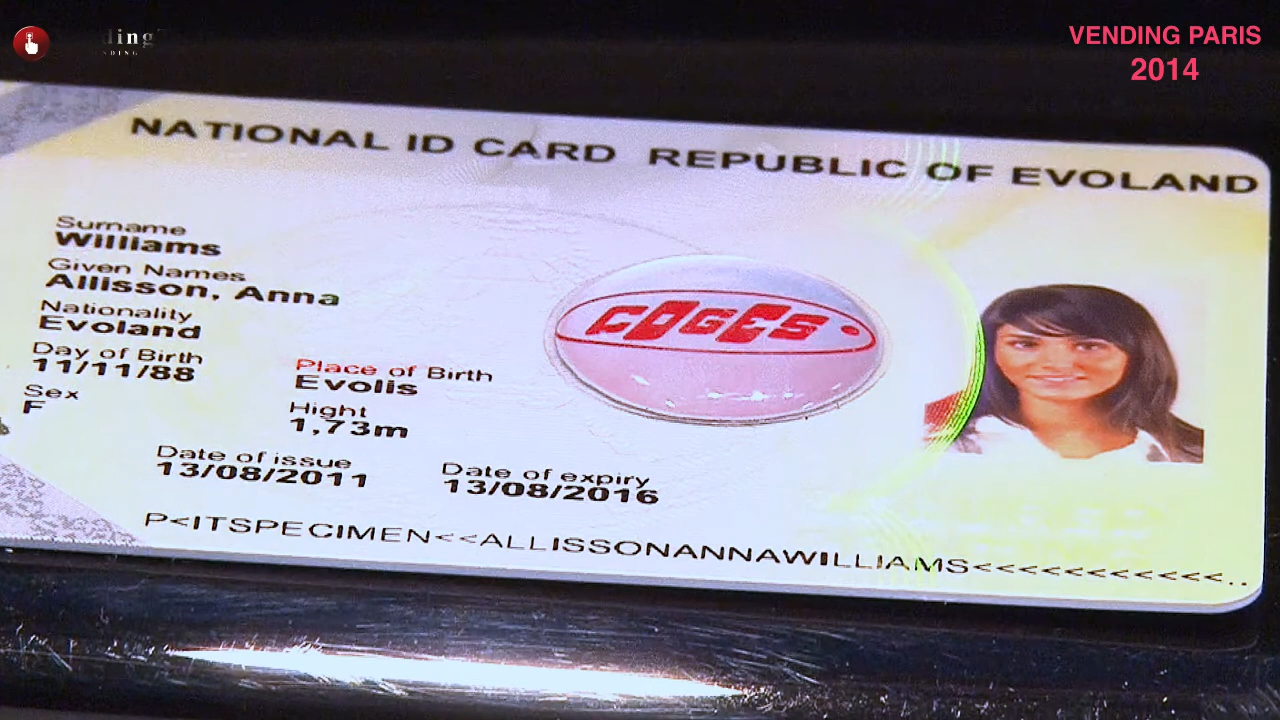 VENDING PARIS
2014
NATIONAL ID CARD REPUBLIC OF EVOLAND
Surname
Williams
Given Names
Allisson, Anna
Nationality
Evoland
Day of Birth
11/11/88
Place of Birth
Evolis
Sex
F
Hight
1,73m
COGES
Date of issue
13/08/2011
Date of expiry
13/08/2016
P<ITSPECIMEN<<ALLISSONANNAWILLIAMS<<<<<<<<<<<..